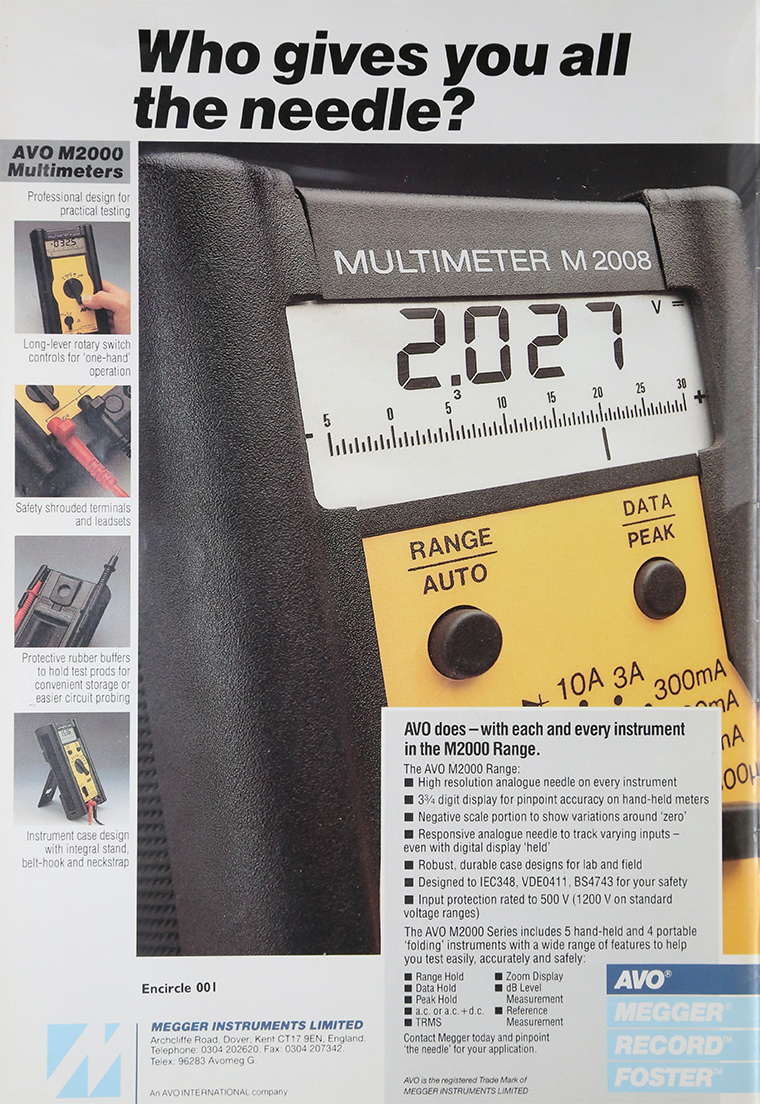 Who gives you all
the needle?
AVO M2000
Multimeters
Professional design for
practical testing
-032.5
Long-lever rotary switch
controls for 'one-hand'
operation
Safety shrouded terminals
and leadsets
Protective rubber buffers
to hold test prods for
convenient storage or
easier circuit probing
Instrument case design
with integral stand,
belt-hook and neckstrap
MULTIMETER M 2008
2.027
V
3
5 0 5 10 15 20 25 30
- +
RANGE
AUTO
DATA
PEAK
10A 3A 300mA
mA
nA
00µ
AVO does – with each and every instrument
in the M2000 Range.
The AVO M2000 Range:
■ High resolution analogue needle on every instrument
■ 3¾ digit display for pinpoint accuracy on hand-held meters
■ Negative scale portion to show variations around 'zero'
■ Responsive analogue needle to track varying inputs –
even with digital display 'held'
■ Robust, durable case designs for lab and field
■ Designed to IEC348, VDE0411, BS4743 for your safety
■ Input protection rated to 500 V (1200 V on standard
voltage ranges)
The AVO M2000 Series includes 5 hand-held and 4 portable
'folding' instruments with a wide range of features to help
you test easily, accurately and safely:
■ Range Hold
■ Data Hold
■ Peak Hold
■ a.c. or a.c.+d.c.
■ TRMS
■ Zoom Display
■ dB Level
Measurement
■ Reference
Measurement
Contact Megger today and pinpoint
'the needle' for your application.
AVO is the registered Trade Mark of
MEGGER INSTRUMENTS LIMITED
Encircle 001
MEGGER INSTRUMENTS LIMITED
Archcliffe Road, Dover, Kent CT17 9EN, England.
Telephone: 0304 202620. Fax: 0304 207342.
Telex: 96283 Avomeg G.
An AVO INTERNATIONAL company
AVO®
MEGGER®
RECORD™
FOSTER™